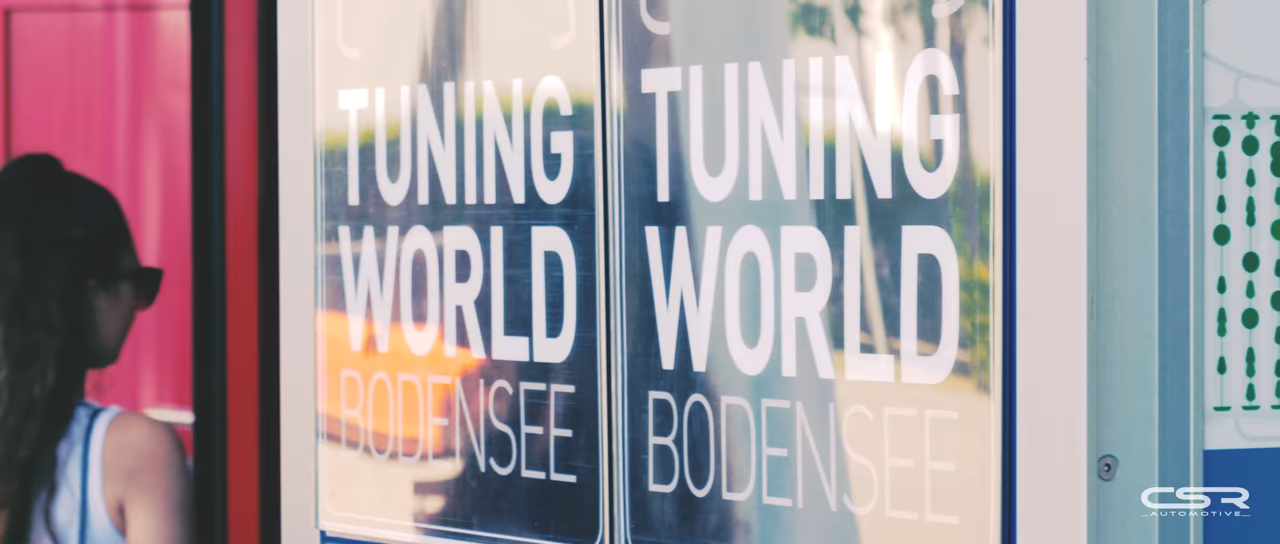 TUNING
WORLD
BODENSEE
TUNING
WORLD
BODENSEE
CSR
AUTOMOTIVE